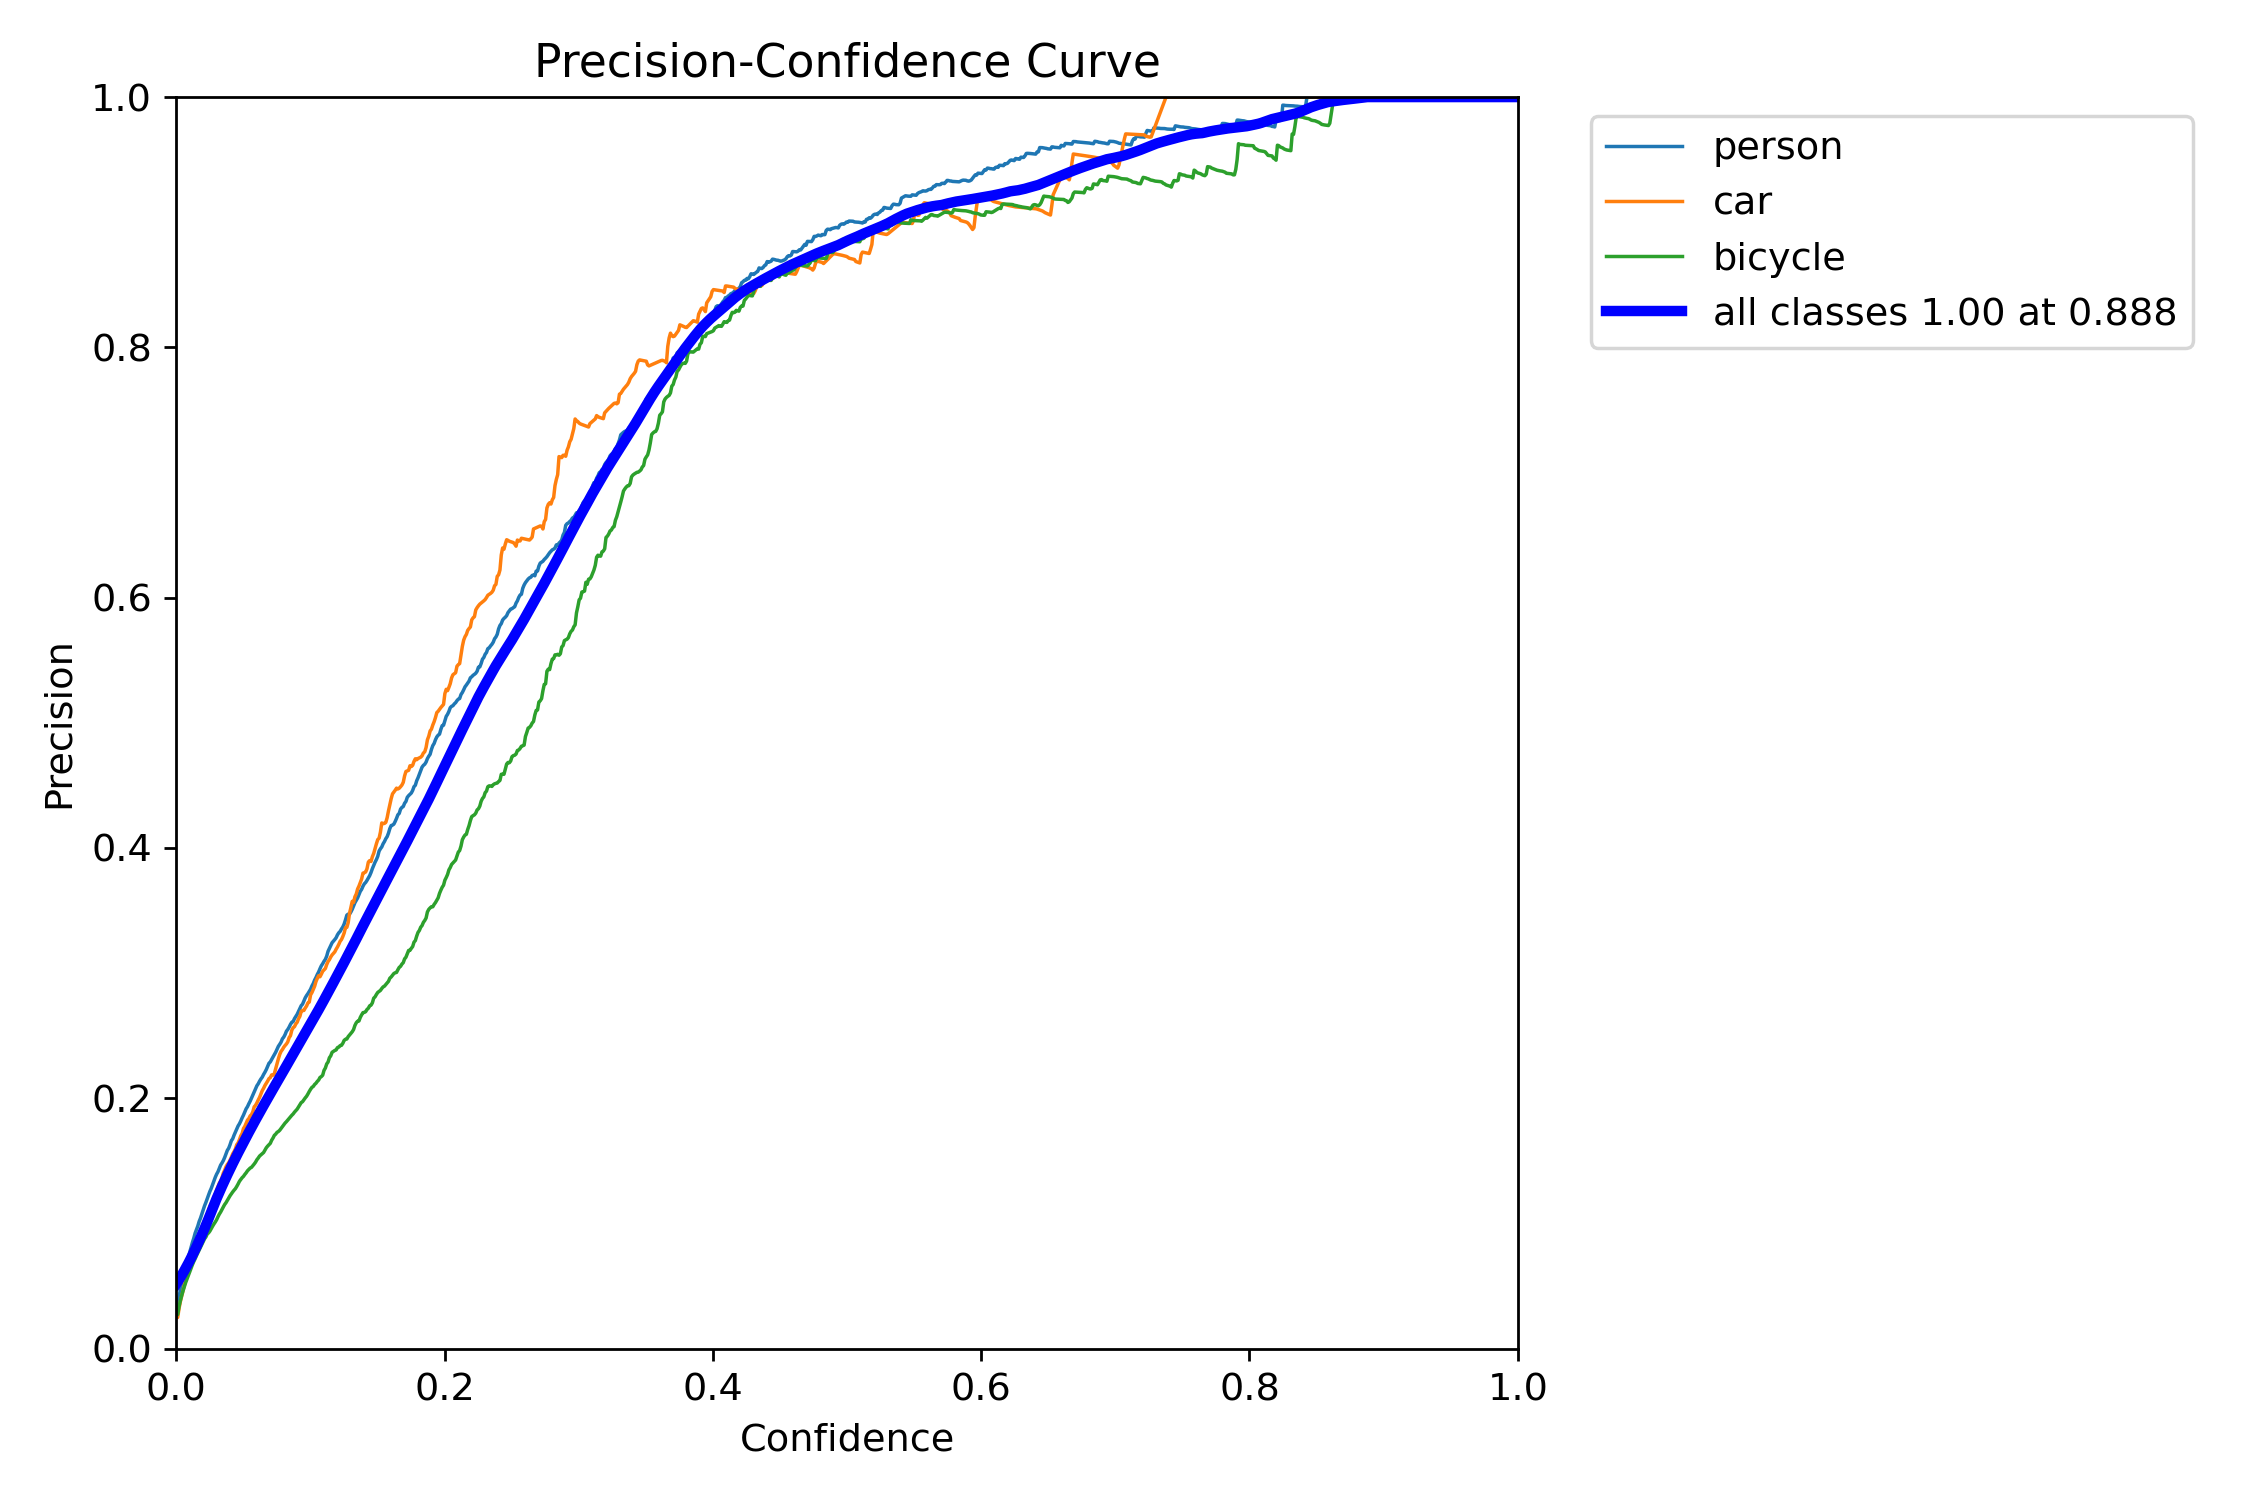 Precision-Confidence Curve
1.0
0.8
0.6
0.4
0.2
0.0
Precision
0.0 0.2 0.4 0.6 0.8 1.0
Confidence
person
car
bicycle
all classes 1.00 at 0.888